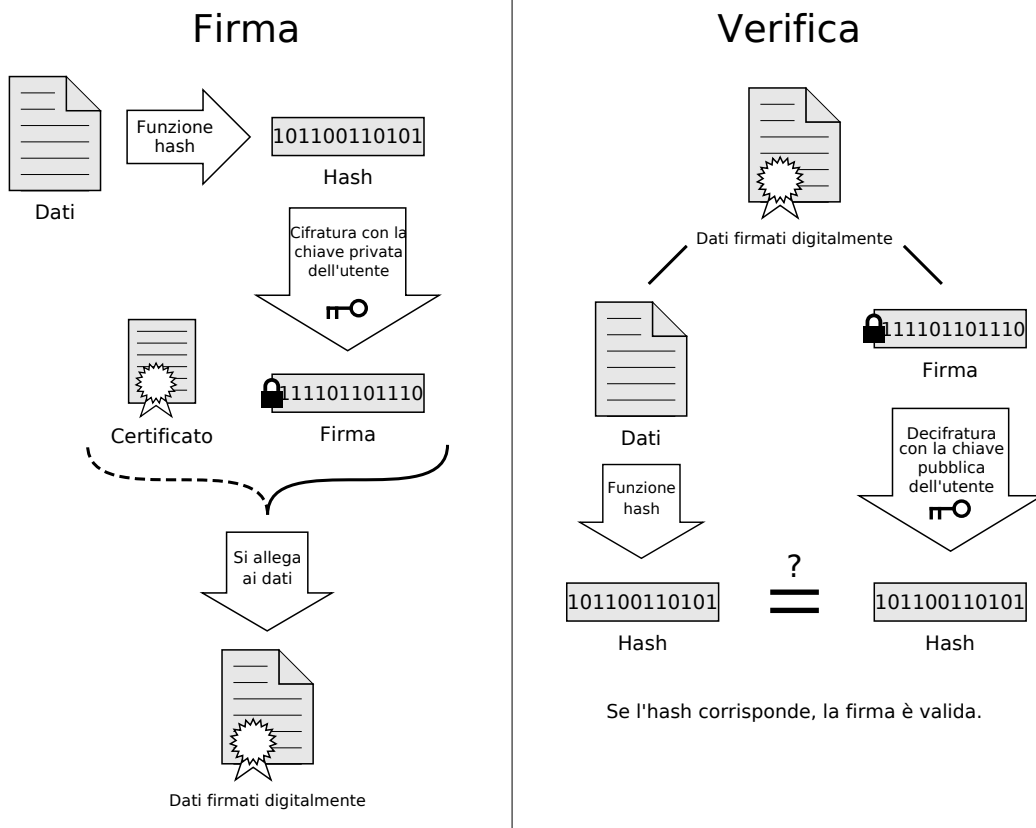 Firma
Funzione
hash
101100110101
Hash
Dati
Cifratura con la
chiave privata
dell'utente
111101101110
Certificato
Firma
Si allega
ai dati
Dati firmati digitalmente
Verifica
Dati firmati digitalmente
111101101110
Firma
Dati
Decifratura
con la chiave
pubblica
dell'utente
Funzione
hash
?
101100110101
=
101100110101
Hash
Hash
Se l'hash corrisponde, la firma è valida.